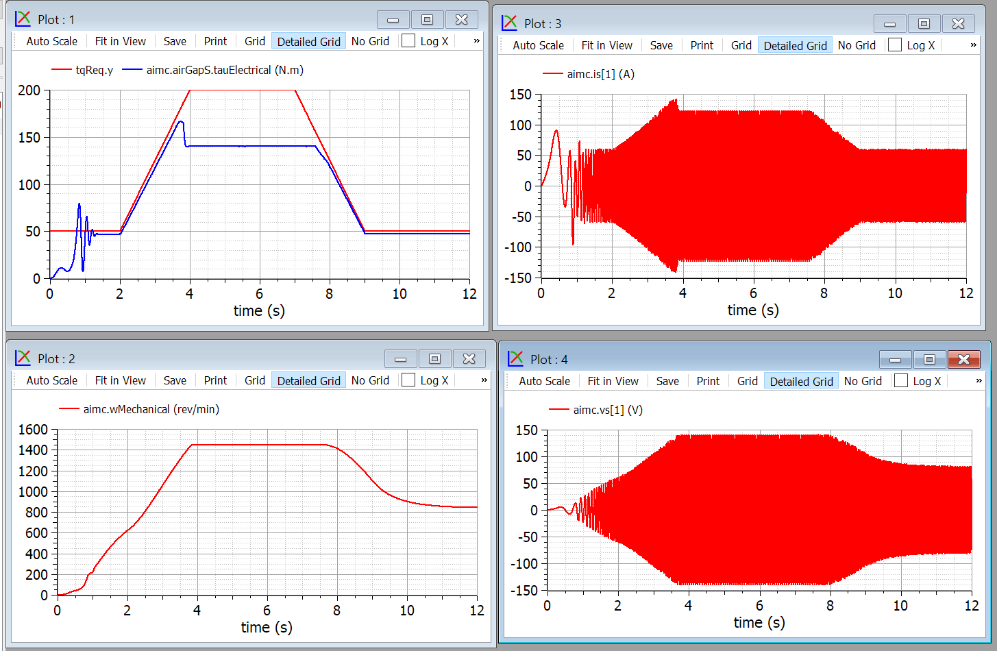 Plot : 1
Auto Scale Fit in View Save Print Grid Detailed Grid No Grid Log X »
tqReq.y aimc.airGapS.tauElectrical (N.m)
200
150
100
50
0
0 2 4 6 8 10 12
time (s)
Plot : 3
Auto Scale Fit in View Save Print Grid Detailed Grid No Grid Log X »
aimc.is[1] (A)
150
100
50
0
-50
-100
-150
0 2 4 6 8 10 12
time (s)
Plot : 2
Auto Scale Fit in View Save Print Grid Detailed Grid No Grid Log X »
aimc.wMechanical (rev/min)
1600
1400
1200
1000
800
600
400
200
0
0 2 4 6 8 10 12
time (s)
Plot : 4
Auto Scale Fit in View Save Print Grid Detailed Grid No Grid Log X »
aimc.vs[1] (V)
150
100
50
0
-50
-100
-150
0 2 4 6 8 10 12
time (s)